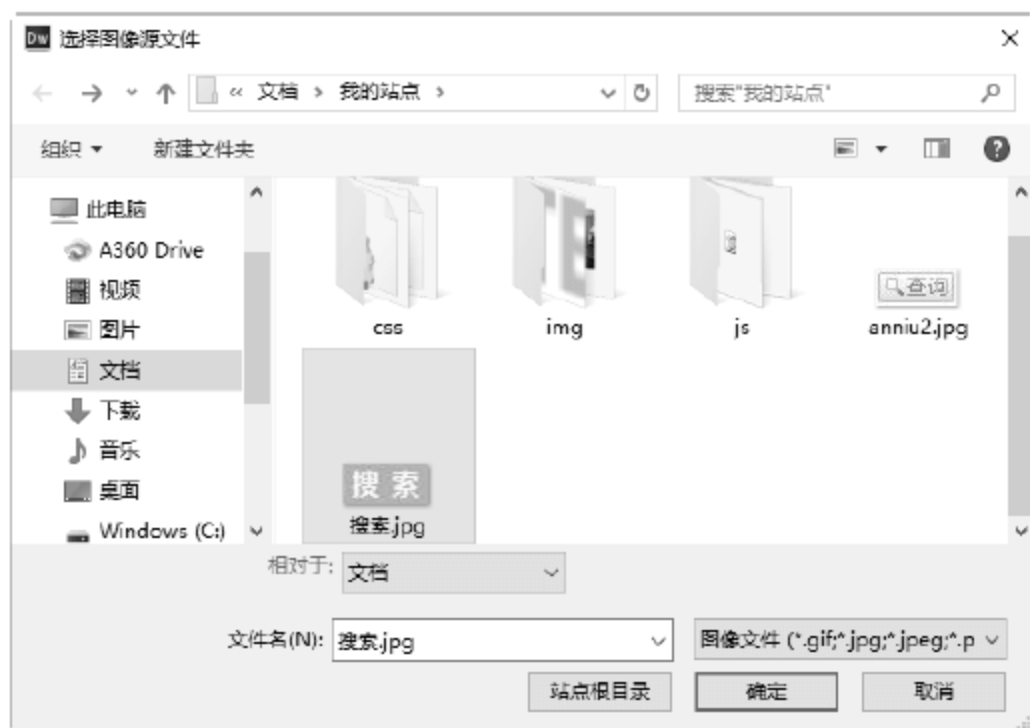 Dw 选择图像源文件
« 文档 › 我的站点 ›
搜索"我的站点"
组织
新建文件夹
此电脑
A360 Drive
视频
图片
文档
下载
音乐
桌面
Windows (C:)
css
img
js
查询
anniu2.jpg
搜 索
搜索.jpg
相对于:
文档
文件名(N):
搜索.jpg
图像文件 (*.gif;*.jpg;*.jpeg;*.p
站点根目录
确定
取消